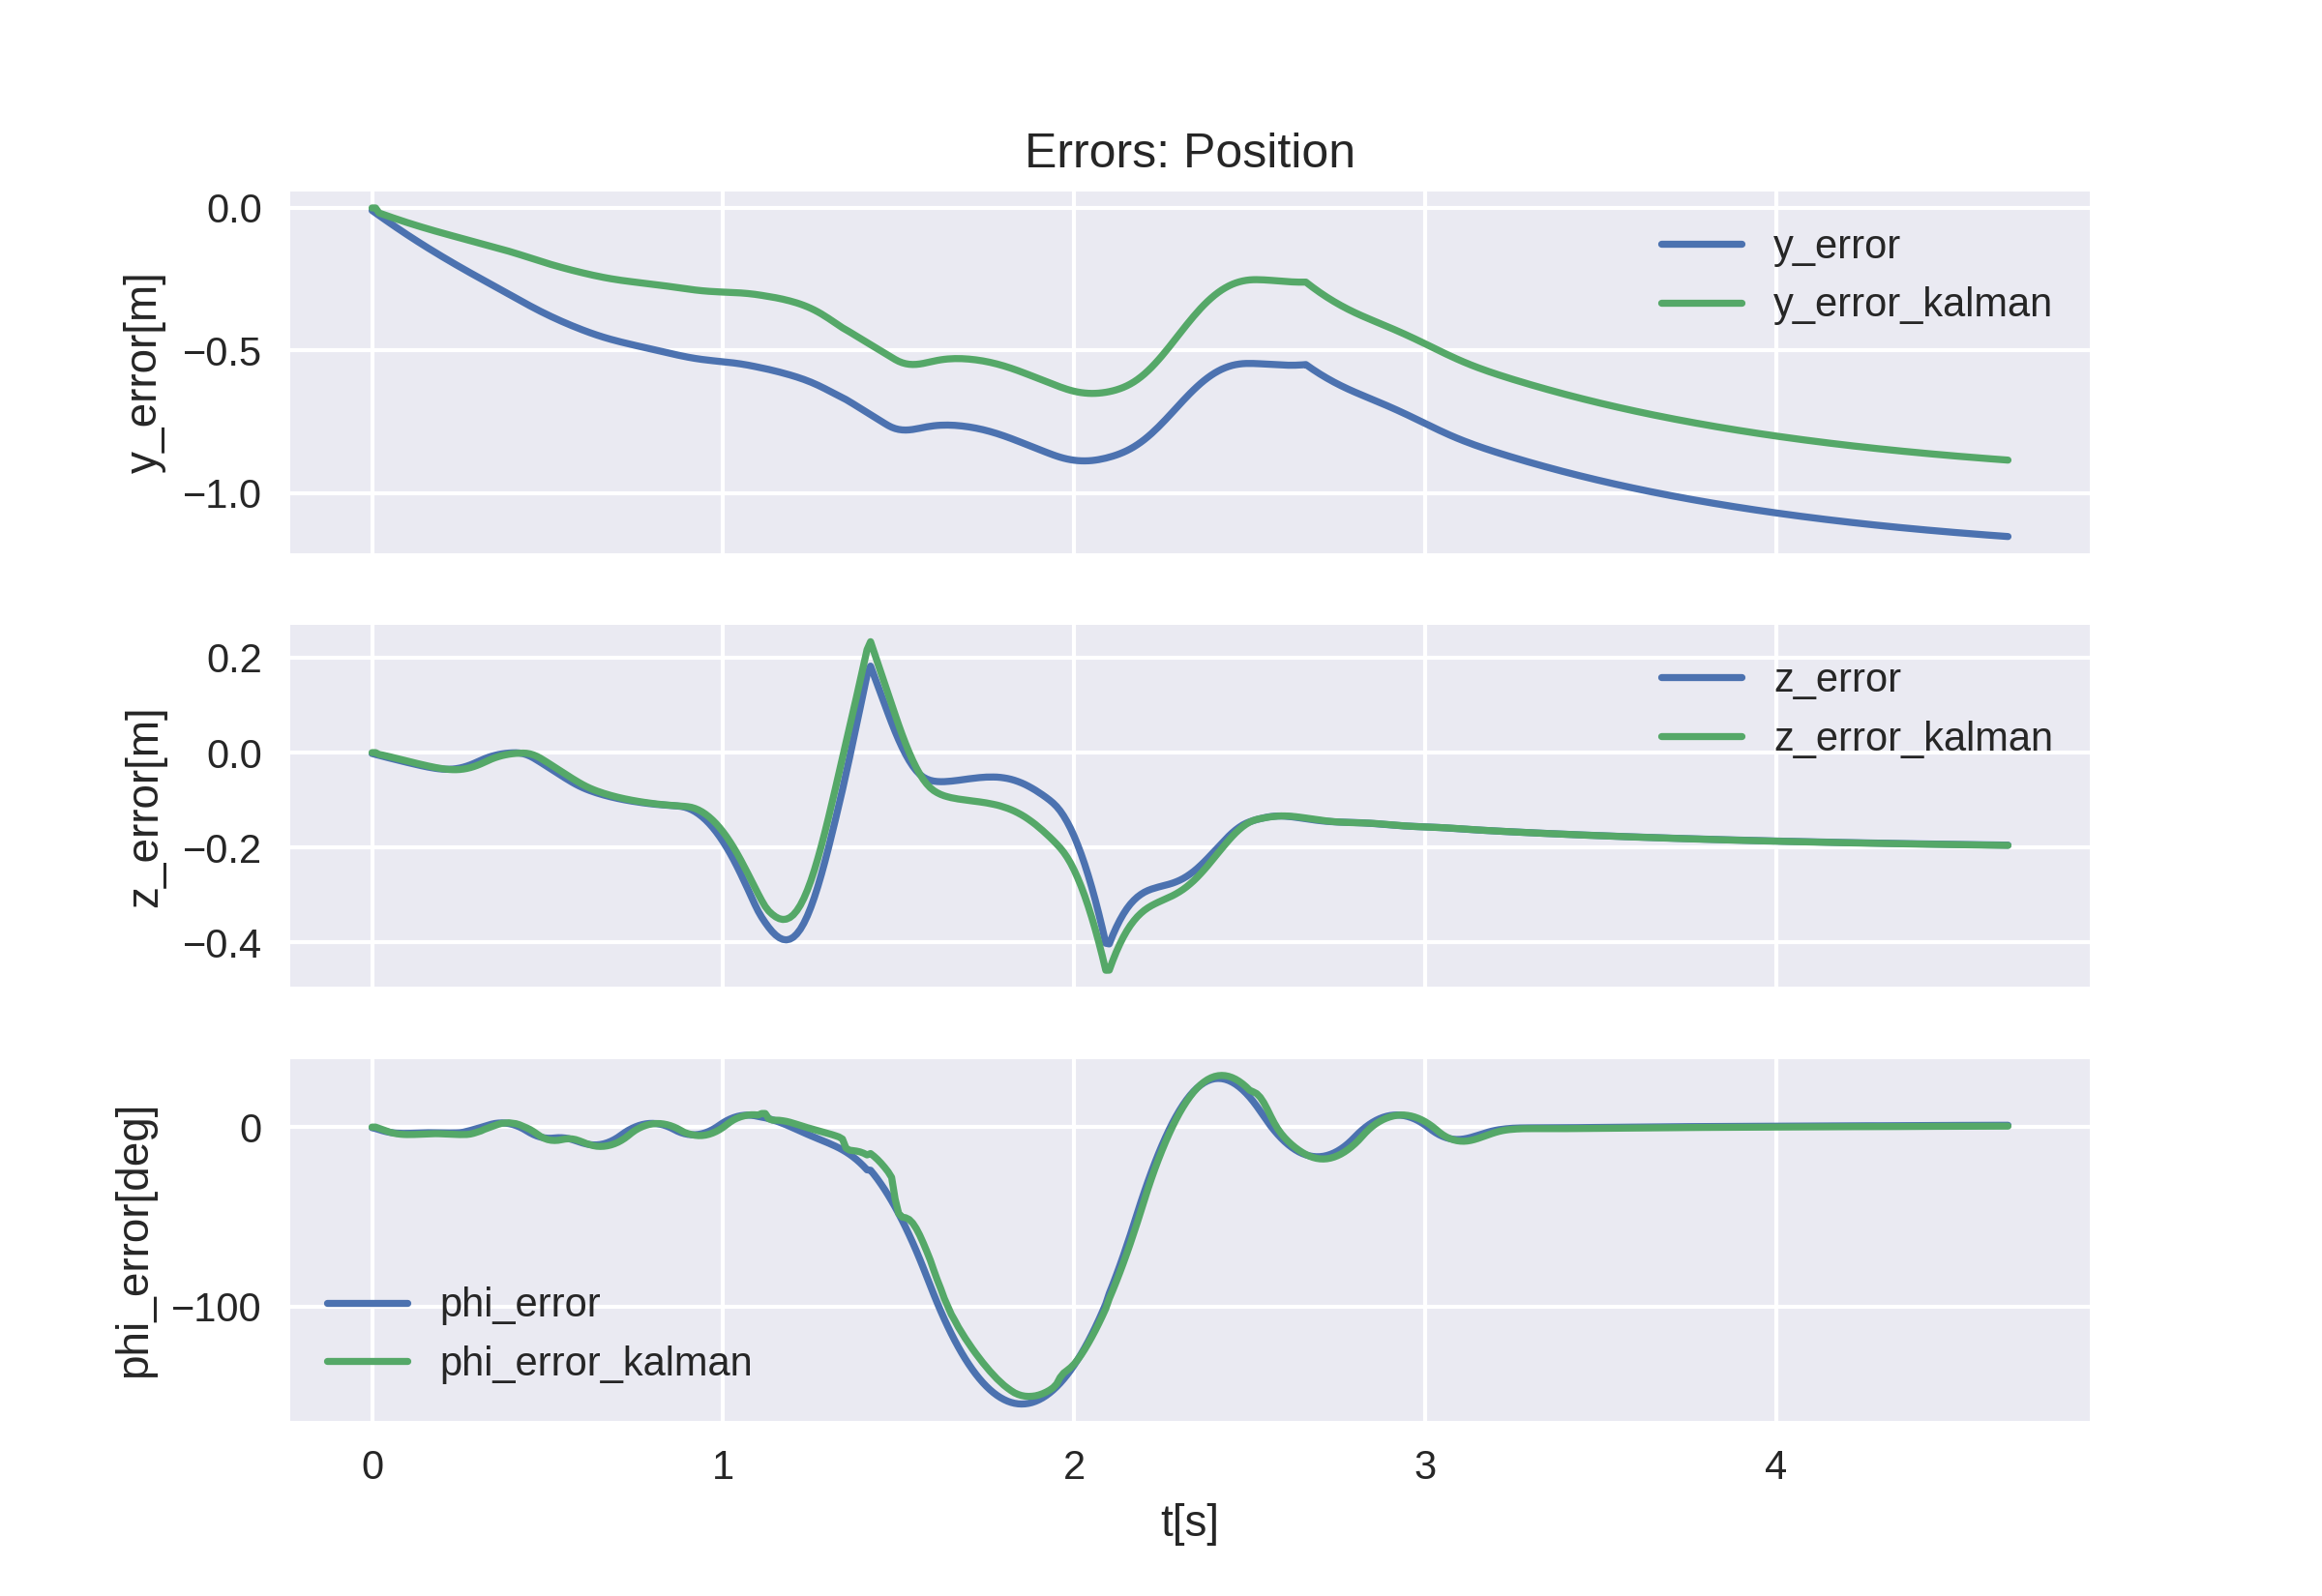 Errors: Position
0.0
−0.5
−1.0
y_error[m]
y_error
y_error_kalman
0.2
0.0
−0.2
−0.4
z_error[m]
z_error
z_error_kalman
0
−100
phi_error[deg]
phi_error
phi_error_kalman
0 1 2 3 4
t[s]